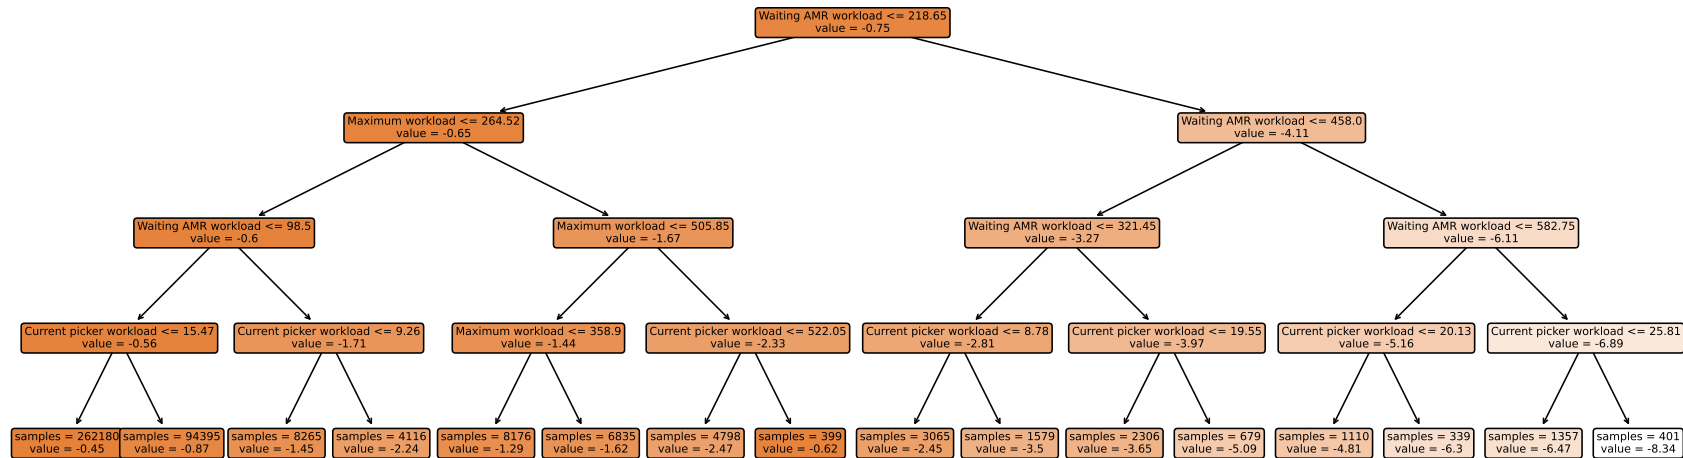 Waiting AMR workload <= 218.65
value = -0.75
Maximum workload <= 264.52
value = -0.65
Waiting AMR workload <= 458.0
value = -4.11
Waiting AMR workload <= 98.5
value = -0.6
Maximum workload <= 505.85
value = -1.67
Waiting AMR workload <= 321.45
value = -3.27
Waiting AMR workload <= 582.75
value = -6.11
Current picker workload <= 15.47
value = -0.56
Current picker workload <= 9.26
value = -1.71
Maximum workload <= 358.9
value = -1.44
Current picker workload <= 522.05
value = -2.33
Current picker workload <= 8.78
value = -2.81
Current picker workload <= 19.55
value = -3.97
Current picker workload <= 20.13
value = -5.16
Current picker workload <= 25.81
value = -6.89
samples = 262180
value = -0.45
samples = 94395
value = -0.87
samples = 8265
value = -1.45
samples = 4116
value = -2.24
samples = 8176
value = -1.29
samples = 6835
value = -1.62
samples = 4798
value = -2.47
samples = 399
value = -0.62
samples = 3065
value = -2.45
samples = 1579
value = -3.5
samples = 2306
value = -3.65
samples = 679
value = -5.09
samples = 1110
value = -4.81
samples = 339
value = -6.3
samples = 1357
value = -6.47
samples = 401
value = -8.34